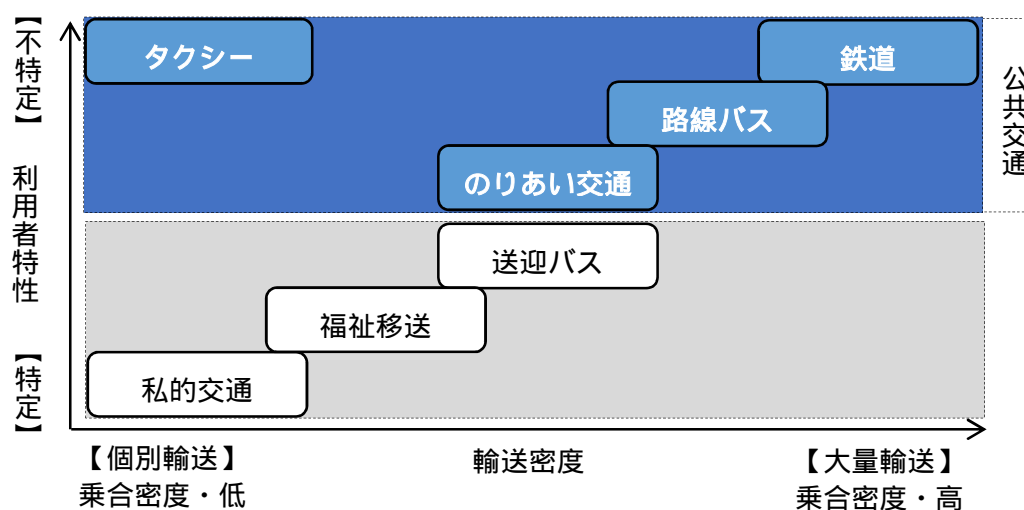 【不特定】
利用者特性
【特定】
タクシー
鉄道
路線バス
のりあい交通
送迎バス
福祉移送
私的交通
公共交通
【個別輸送】
乗合密度・低
輸送密度
【大量輸送】
乗合密度・高